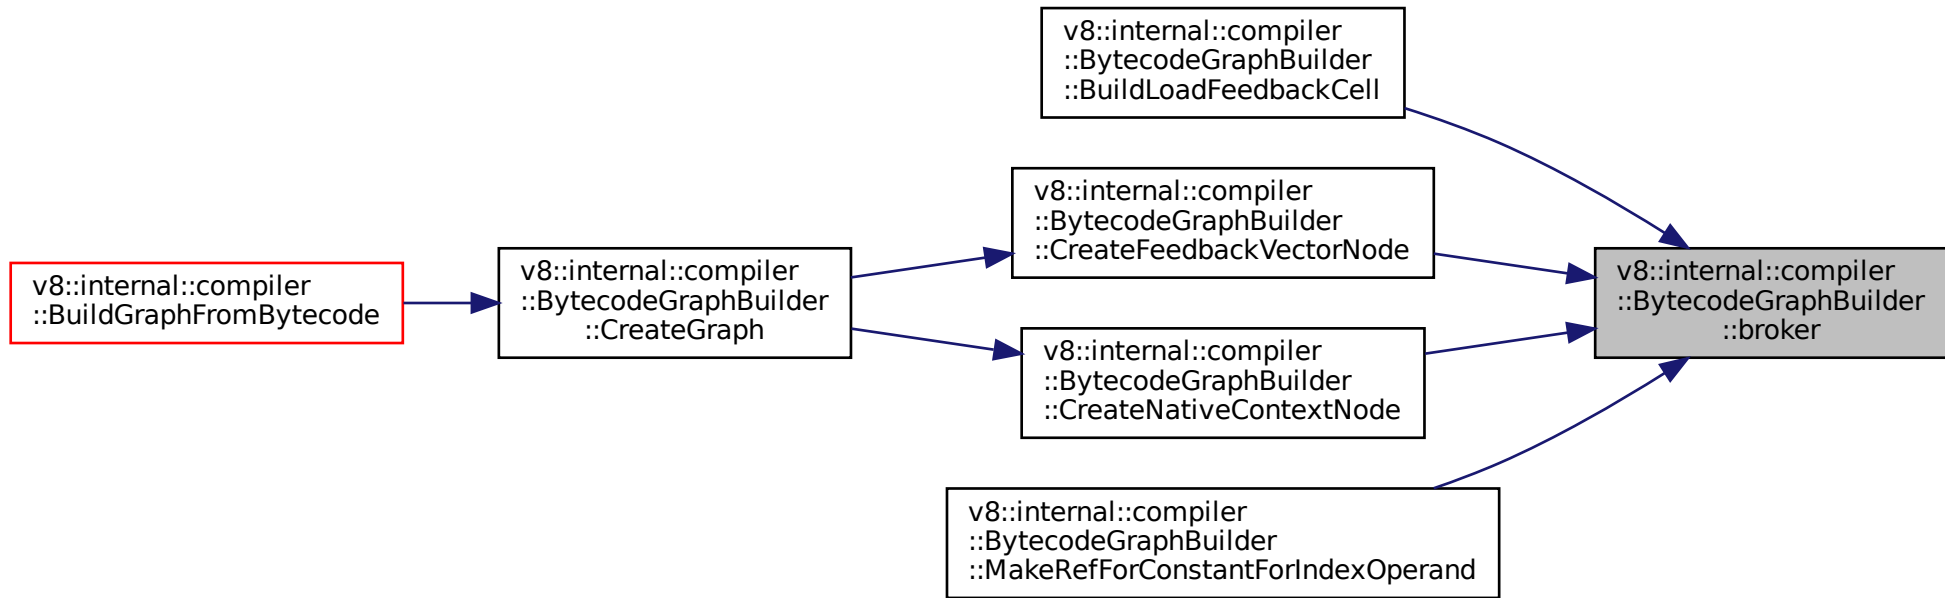 v8::internal::compiler
::BytecodeGraphBuilder
::BuildLoadFeedbackCell
v8::internal::compiler
::BytecodeGraphBuilder
::CreateFeedbackVectorNode
v8::internal::compiler
::BuildGraphFromBytecode
v8::internal::compiler
::BytecodeGraphBuilder
::CreateGraph
v8::internal::compiler
::BytecodeGraphBuilder
::broker
v8::internal::compiler
::BytecodeGraphBuilder
::CreateNativeContextNode
v8::internal::compiler
::BytecodeGraphBuilder
::MakeRefForConstantForIndexOperand